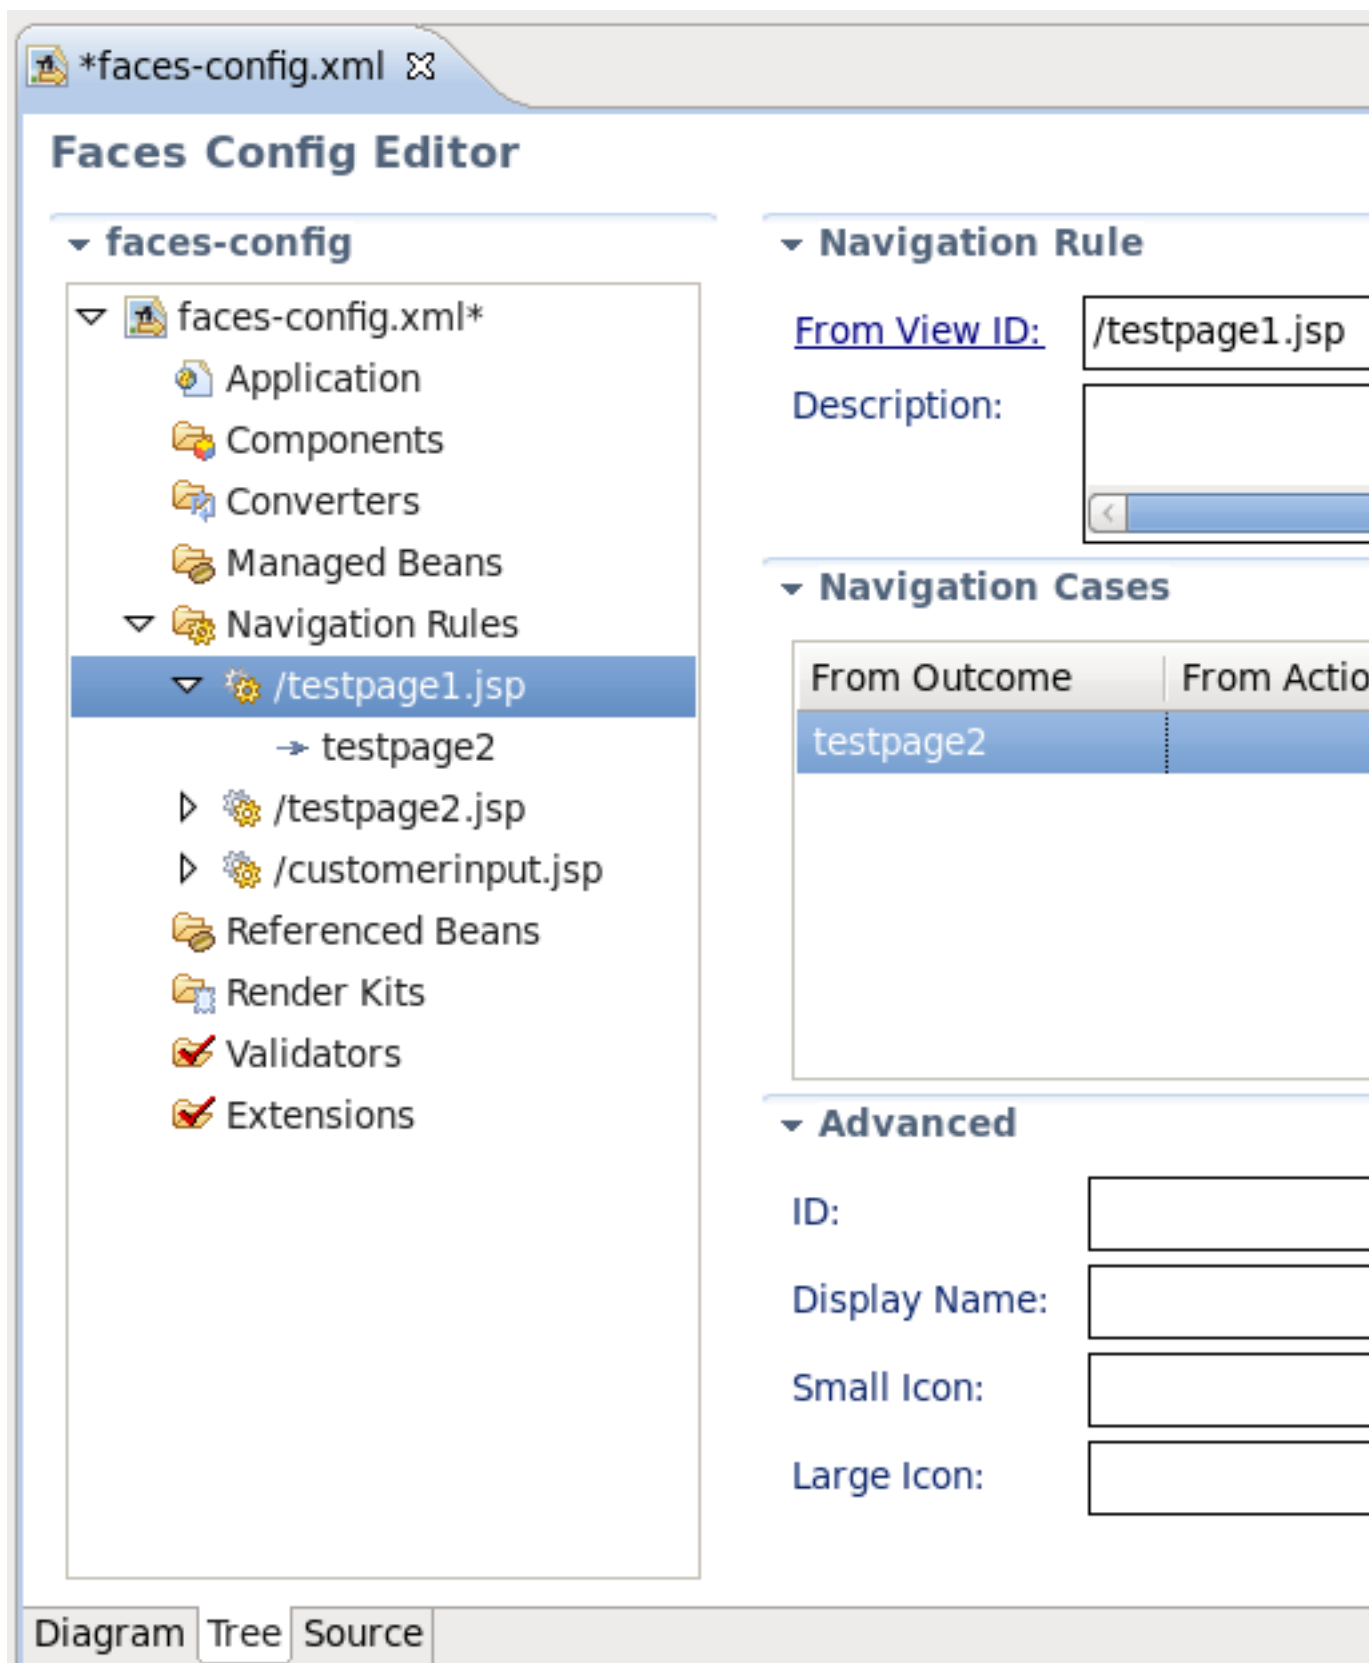 *faces-config.xml
Faces Config Editor
faces-config
faces-config.xml*
Application
Components
Converters
Managed Beans
Navigation Rules
/testpage1.jsp
testpage2
/testpage2.jsp
/customerinput.jsp
Referenced Beans
Render Kits
Validators
Extensions
Navigation Rule
From View ID: /testpage1.jsp
Description:
Navigation Cases
From Outcome From Actio
testpage2
Advanced
ID:
Display Name:
Small Icon:
Large Icon:
Diagram Tree Source